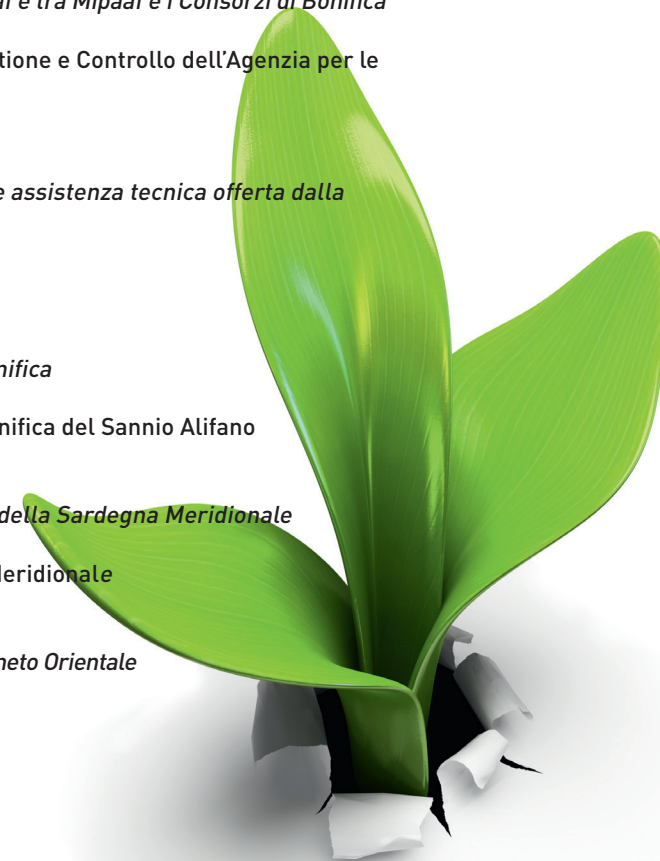 e tra Mipaaf e i Consorzi di Bonifica
tione e Controllo dell'Agenzia per le
e assistenza tecnica offerta dalla
nifica
nifica del Sannio Alifano
della Sardegna Meridionale
Meridionale
neto Orientale